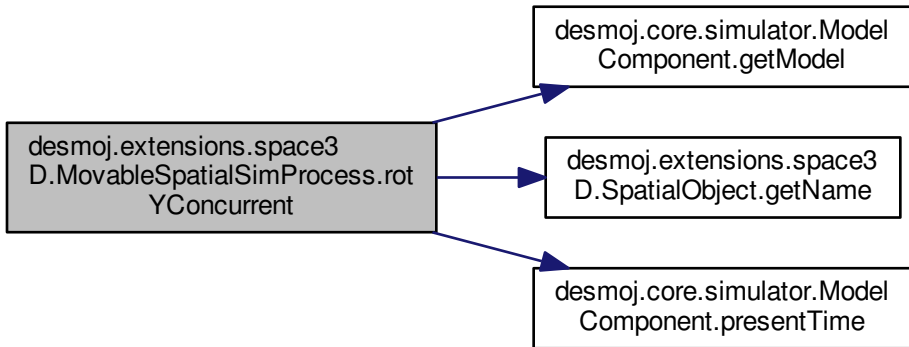 desmoj.core.simulator.Model
Component.getModel
desmoj.extensions.space3
D.MovableSpatialSimProcess.rot
YConcurrent
desmoj.extensions.space3
D.SpatialObject.getName
desmoj.core.simulator.Model
Component.presentTime